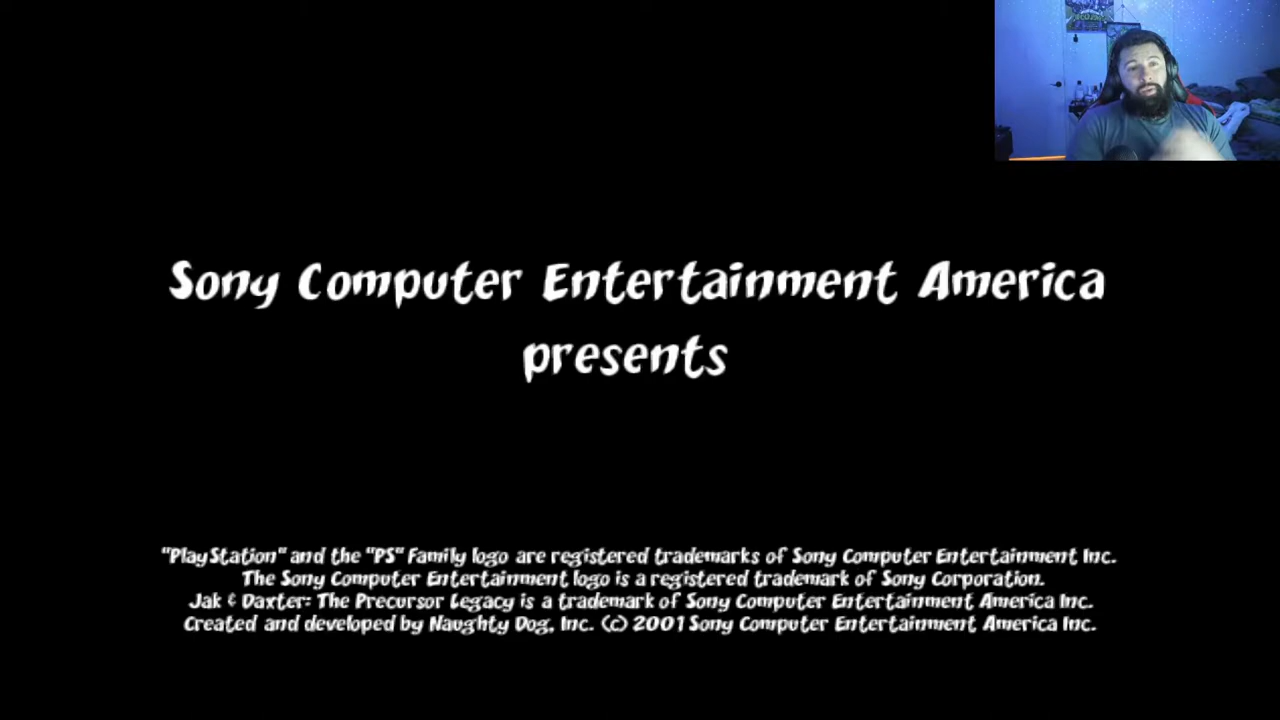 Sony Computer Entertainment America
presents
"PlayStation" and the "PS" Family logo are registered trademarks of Sony Computer Entertainment Inc.
The Sony Computer Entertainment logo is a registered trademark of Sony Corporation.
Jak & Daxter: The Precursor Legacy is a trademark of Sony Computer Entertainment America Inc.
Created and developed by Naughty Dog, Inc. (c) 2001 Sony Computer Entertainment America Inc.